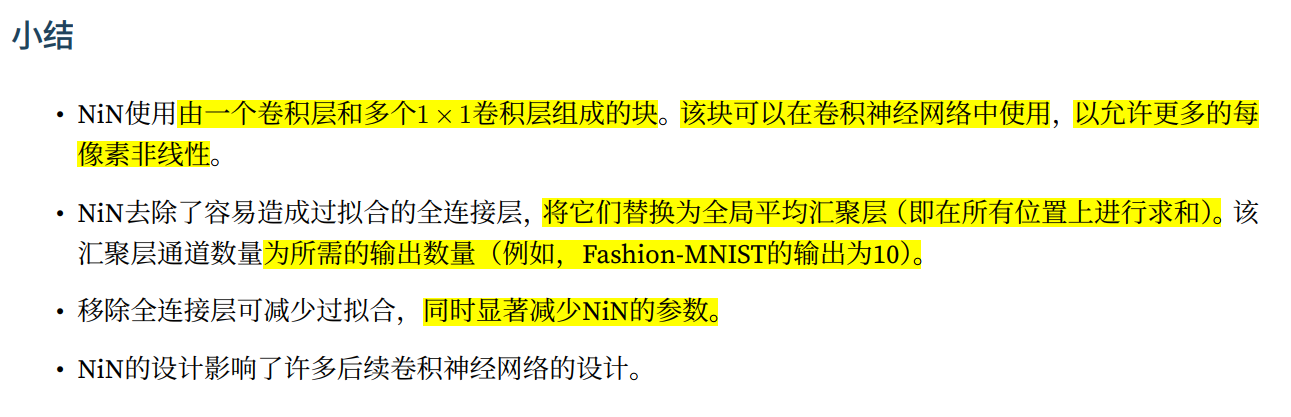 小结
• NiN使用由一个卷积层和多个1 × 1卷积层组成的块。该块可以在卷积神经网络中使用，以允许更多的每
像素非线性。
• NiN去除了容易造成过拟合的全连接层，将它们替换为全局平均汇聚层（即在所有位置上进行求和）。该
汇聚层通道数量为所需的输出数量（例如，Fashion-MNIST的输出为10）。
• 移除全连接层可减少过拟合，同时显著减少NiN的参数。
• NiN的设计影响了许多后续卷积神经网络的设计。